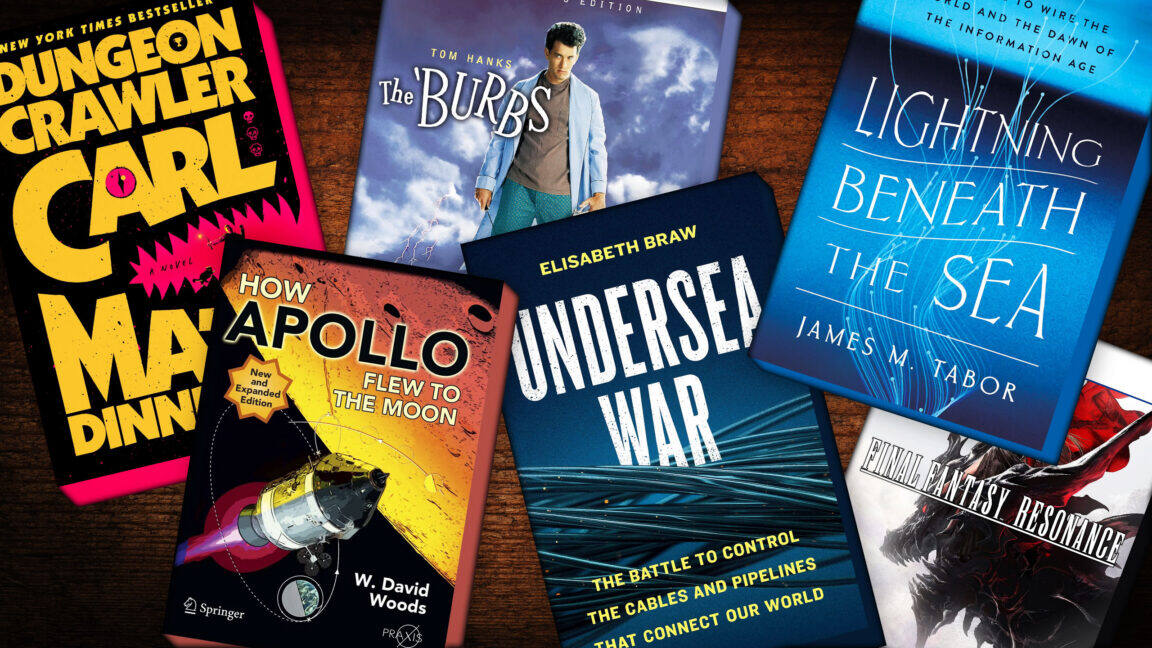 NEW YORK TIMES BESTSELLER
DUNGEON
CRAWLER
CARL
A NOVEL
MAT
DINN
TOM HANKS
The 'BURBS
EDITION
TO WIRE THE
AND THE DAWN OF
THE INFORMATION AGE
LIGHTNING
BENEATH
THE SEA
JAMES M. TABOR
HOW
APOLLO
FLEW TO
THE MOON
New
and
Expanded
Edition
W. David
Woods
Springer
PRAXIS
ELISABETH BRAW
UNDERSEA
WAR
THE BATTLE TO CONTROL
THE CABLES AND PIPELINES
THAT CONNECT OUR WORLD
FINAL FANTASY RESONANCE